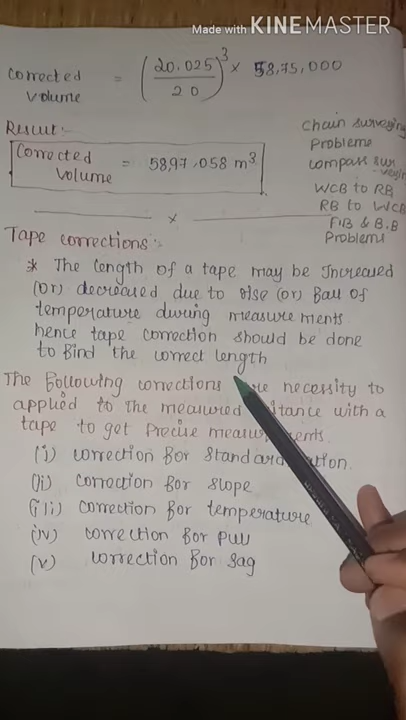 Made with KINEMASTER
Corrected Volume = (20.025/20)³ × 58,75,000
Result:-
Corrected Volume = 5897.058 m³
Chain surveying
Problems
compass sur
veying
WCB to RB
RB to WCB
FIB & B.B
Problems
×
Tape corrections:-
* The length of a tape may be Increased
(or) decreased due to rise (or) fall of
temperature during measurements
hence tape correction should be done
to find the correct length
The following corrections are necessity to
applied to The measured distance with a
tape to get Precise measurements.
(i) correction for Standardization.
(ii) correction for slope
(iii) correction for temperature
(iv) correction for pull
(v) correction for sag